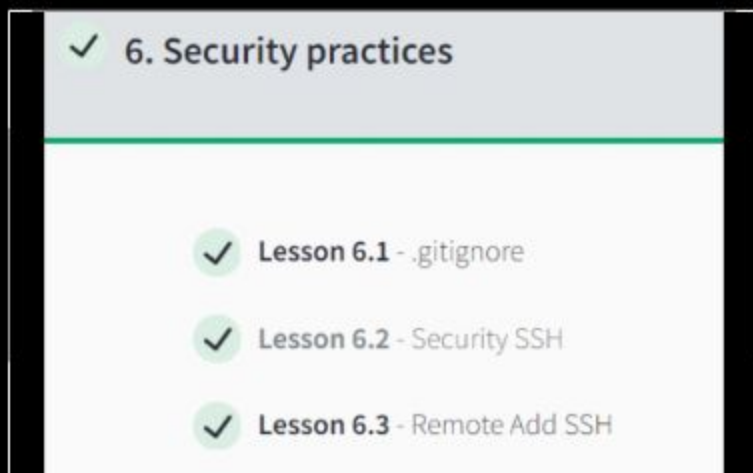 6. Security practices
Lesson 6.1 - .gitignore
Lesson 6.2 - Security SSH
Lesson 6.3 - Remote Add SSH